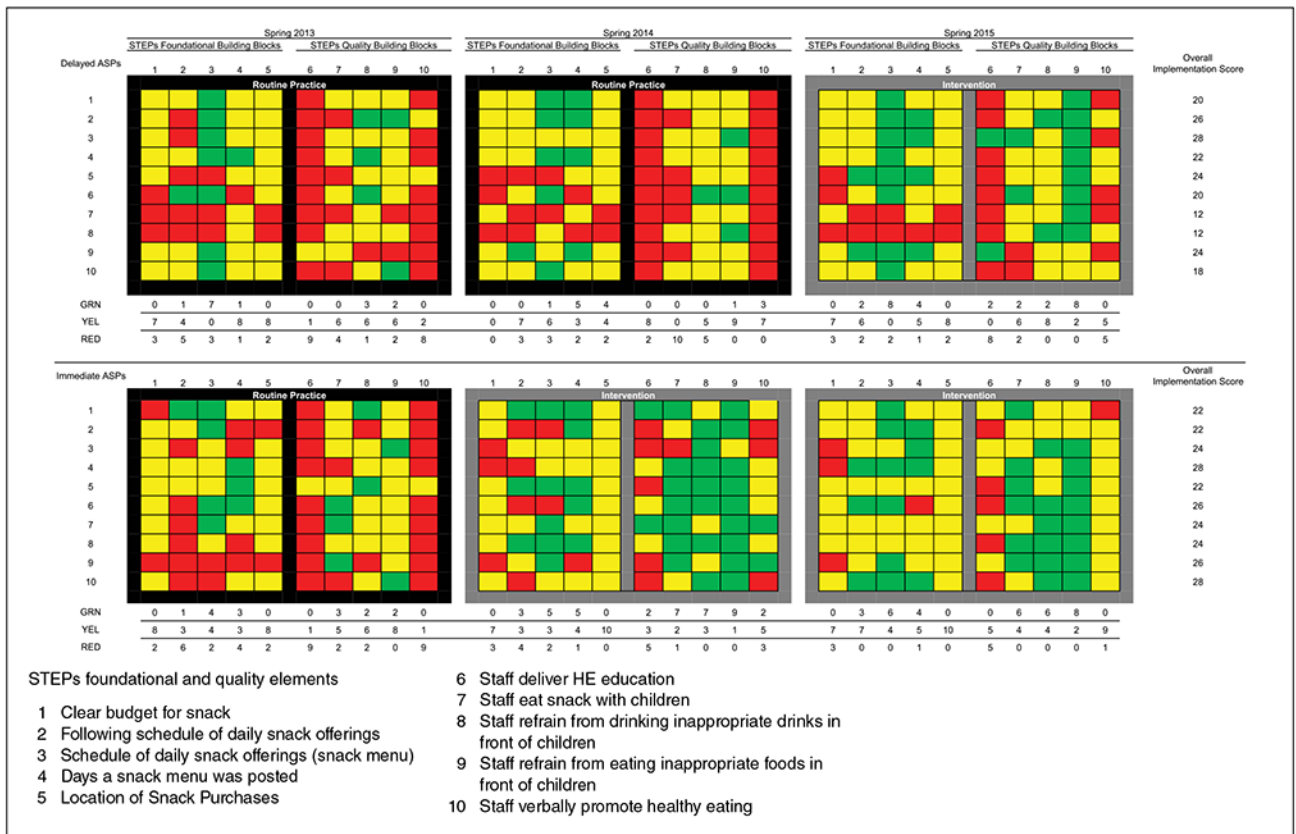 Spring 2013 Spring 2014 Spring 2015
STEPs Foundational Building Blocks STEPs Quality Building Blocks STEPs Foundational Building Blocks STEPs Quality Building Blocks STEPs Foundational Building Blocks STEPs Quality Building Blocks
Delayed ASPs 1 2 3 4 5 6 7 8 9 10 1 2 3 4 5 6 7 8 9 10 1 2 3 4 5 6 7 8 9 10 Overall
Implementation Score
Routine Practice Routine Practice Intervention
1 20
2 26
3 28
4 22
5 24
6 20
7 12
8 12
9 24
10 18
GRN 0 1 7 1 0 0 0 3 2 0 0 0 1 5 4 0 0 0 1 3 0 2 8 4 0 2 2 2 8 0
YEL 7 4 0 8 8 1 6 6 6 2 0 7 6 3 4 8 0 5 9 7 7 6 0 5 8 0 6 8 2 5
RED 3 5 3 1 2 9 4 1 2 8 0 3 3 2 2 2 10 5 0 0 3 2 2 1 2 8 2 0 0 5
Immediate ASPs 1 2 3 4 5 6 7 8 9 10 1 2 3 4 5 6 7 8 9 10 1 2 3 4 5 6 7 8 9 10 Overall
Implementation Score
Routine Practice Intervention Intervention
1 22
2 22
3 24
4 28
5 22
6 26
7 24
8 24
9 26
10 28
GRN 0 1 4 3 0 0 3 2 2 0 0 3 5 5 0 2 7 7 9 2 0 3 6 4 0 0 6 6 8 0
YEL 8 3 4 3 8 1 5 6 8 1 7 3 3 4 10 3 2 3 1 5 7 7 4 5 10 5 4 4 2 9
RED 2 6 2 4 2 9 2 2 0 9 3 4 2 1 0 5 1 0 0 3 3 0 0 1 0 5 0 0 0 1
STEPs foundational and quality elements
1 Clear budget for snack
2 Following schedule of daily snack offerings
3 Schedule of daily snack offerings (snack menu)
4 Days a snack menu was posted
5 Location of Snack Purchases
6 Staff deliver HE education
7 Staff eat snack with children
8 Staff refrain from drinking inappropriate drinks in
front of children
9 Staff refrain from eating inappropriate foods in
front of children
10 Staff verbally promote healthy eating